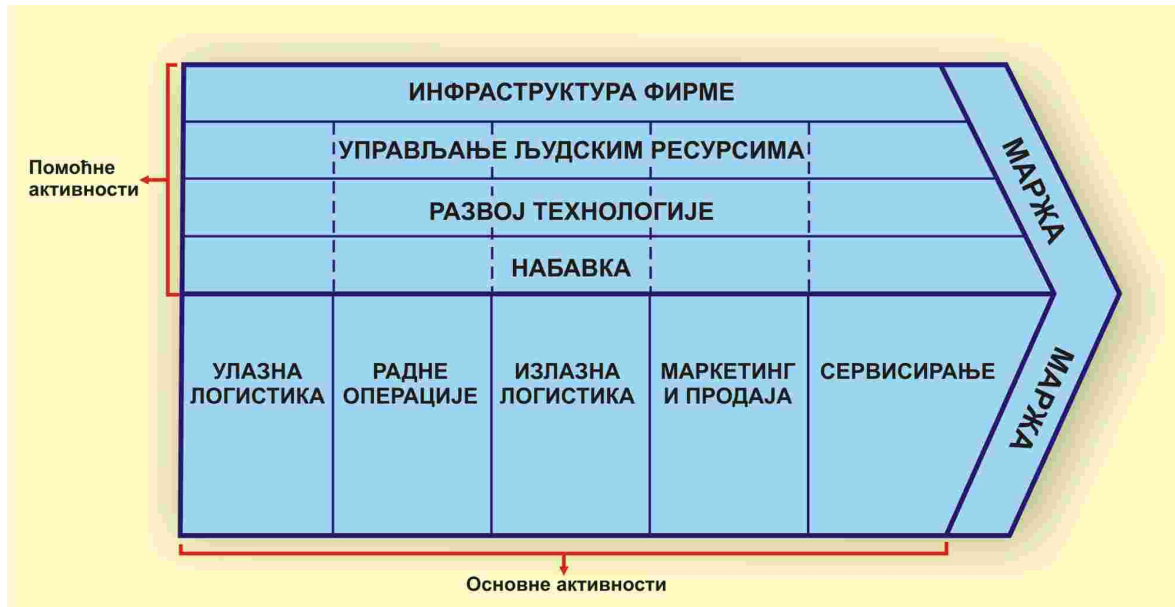 ИНФРАСТРУКТУРА ФИРМЕ
УПРАВЉАЊЕ ЉУДСКИМ РЕСУРСИМА
РАЗВОЈ ТЕХНОЛОГИЈЕ
НАБАВКА
Помоћне
активности
МАРЖА
УЛАЗНА
ЛОГИСТИКА
РАДНЕ
ОПЕРАЦИЈЕ
ИЗЛАЗНА
ЛОГИСТИКА
МАРКЕТИНГ
И ПРОДАЈА
СЕРВИСИРАЊЕ
МАРЖА
Основне активности